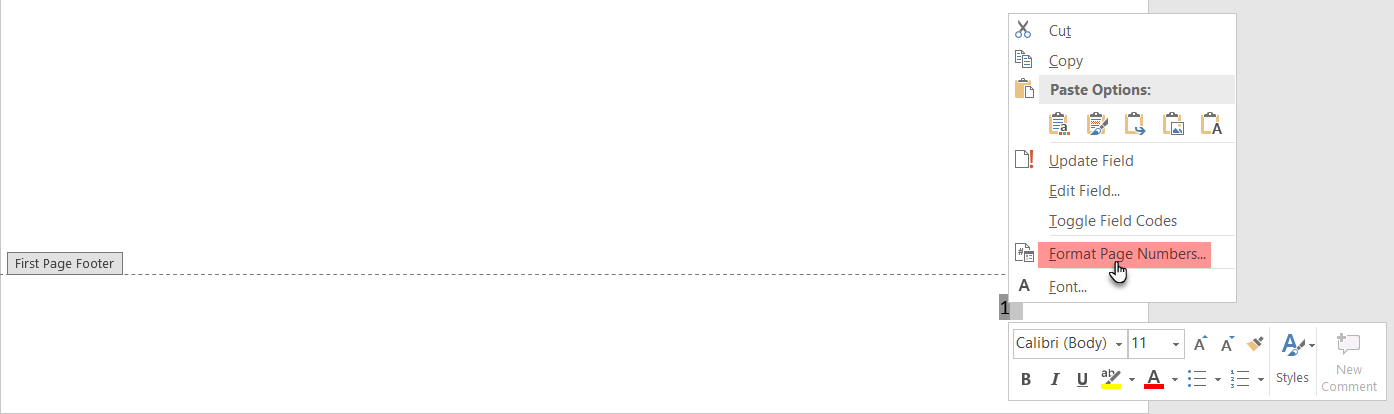 Cut
Copy
Paste Options:
Update Field
Edit Field...
Toggle Field Codes
First Page Footer
Format Page Numbers...
Font...
1
Calibri (Body) 11
B I U ab A
Styles
New
Comment